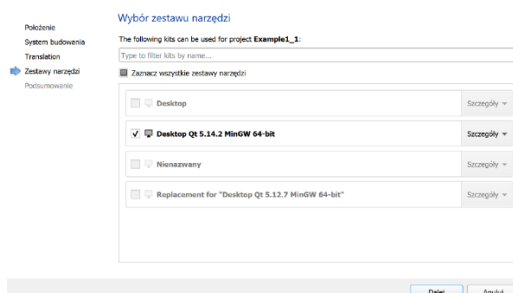 Wybór zestawu narzędzi
Położenie
System budowania
Translation
Zestawy narzędzi
Podsumowanie
The following kits can be used for project Example1_1:
Type to filter kits by name...
Zaznacz wszystkie zestawy narzędzi
Desktop Szczegóły
Desktop Qt 5.14.2 MinGW 64-bit Szczegóły
Nienazwany Szczegóły
Replacement for "Desktop Qt 5.12.7 MinGW 64-bit" Szczegóły
Dalej Anuluj